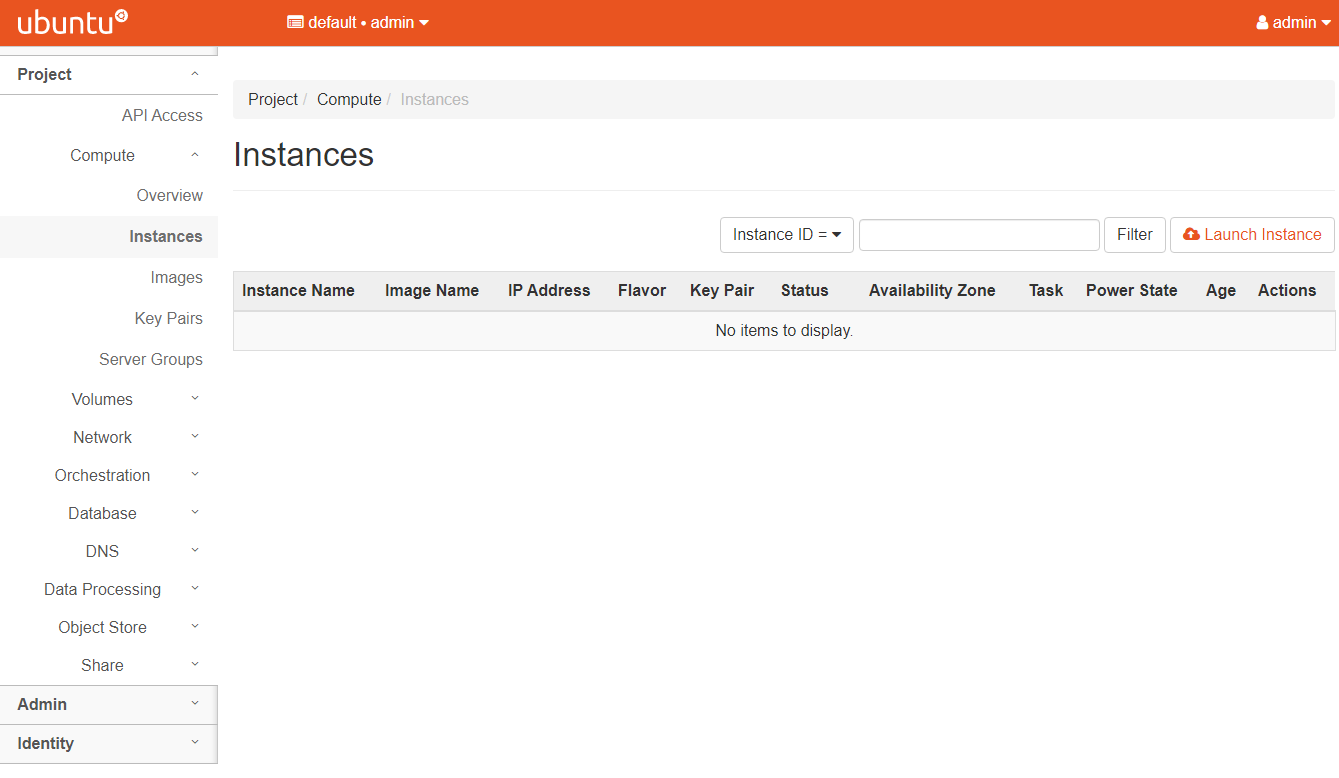 ubuntu
default • admin
admin
Project
API Access
Compute
Overview
Instances
Images
Key Pairs
Server Groups
Volumes
Network
Orchestration
Database
DNS
Data Processing
Object Store
Share
Admin
Identity
Project / Compute / Instances
Instances
Instance ID = Filter Launch Instance
Instance Name Image Name IP Address Flavor Key Pair Status Availability Zone Task Power State Age Actions
No items to display.